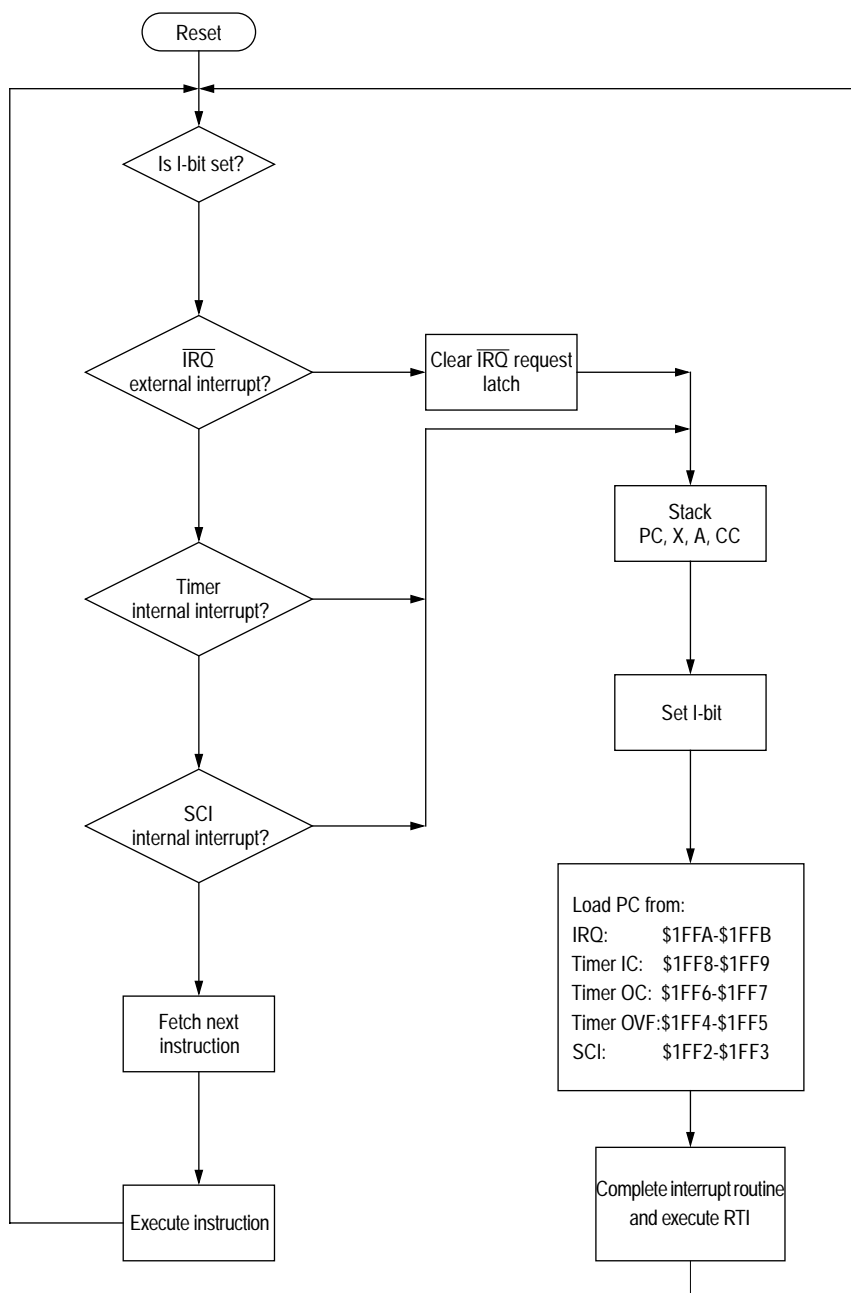 Reset
Is I-bit set?
I̅R̅Q̅
external interrupt?
Clear I̅R̅Q̅ request
latch
Stack
PC, X, A, CC
Timer
internal interrupt?
Set I-bit
SCI
internal interrupt?
Load PC from:
IRQ: $1FFA-$1FFB
Timer IC: $1FF8-$1FF9
Timer OC: $1FF6-$1FF7
Timer OVF:$1FF4-$1FF5
SCI: $1FF2-$1FF3
Fetch next
instruction
Execute instruction
Complete interrupt routine
and execute RTI